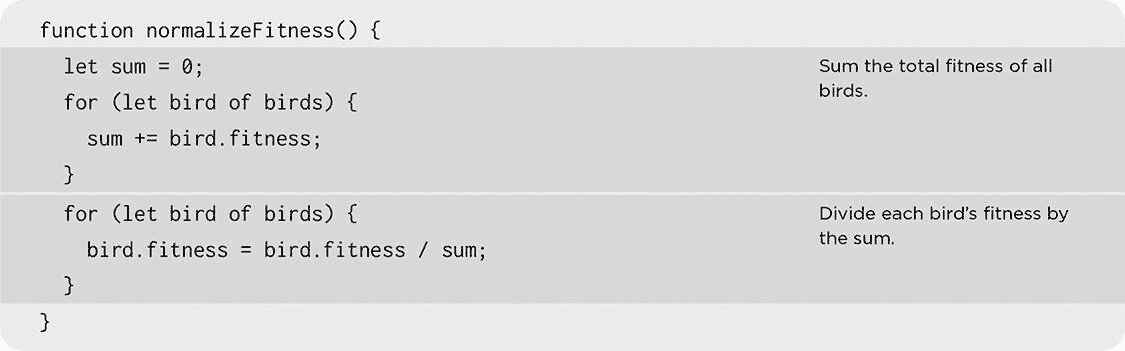 function normalizeFitness() {
let sum = 0;
for (let bird of birds) {
sum += bird.fitness;
}
Sum the total fitness of all
birds.
for (let bird of birds) {
bird.fitness = bird.fitness / sum;
}
Divide each bird’s fitness by
the sum.
}